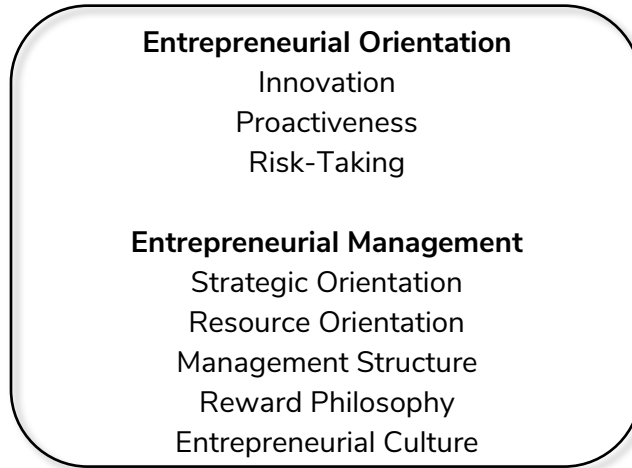 Entrepreneurial Orientation
Innovation
Proactiveness
Risk-Taking
Entrepreneurial Management
Strategic Orientation
Resource Orientation
Management Structure
Reward Philosophy
Entrepreneurial Culture